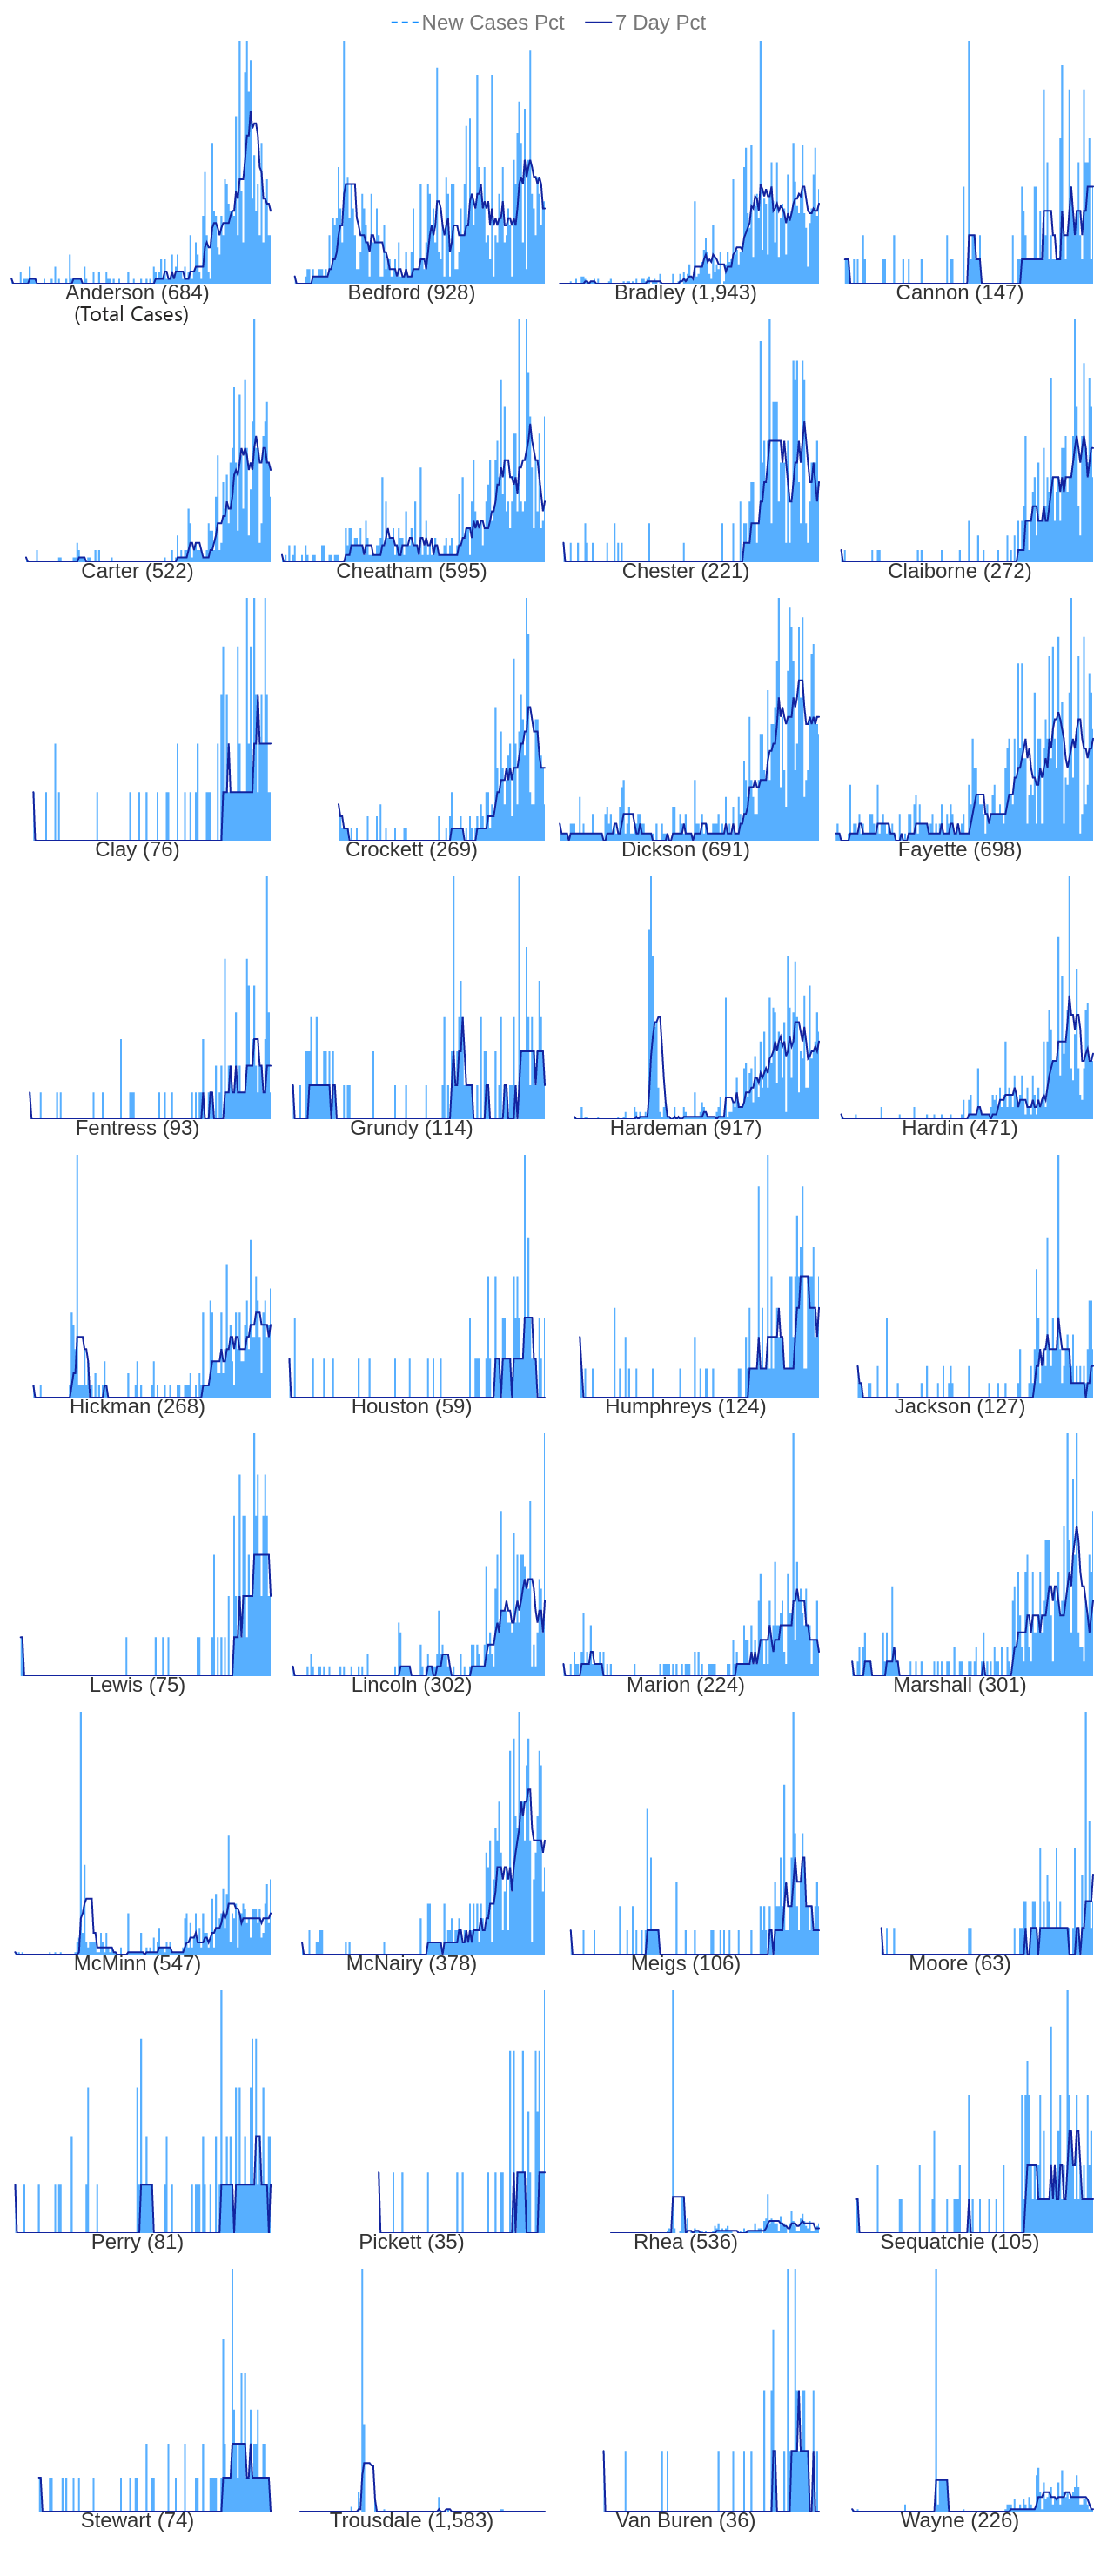 New Cases Pct 7 Day Pct
Anderson (684) Bedford (928) Bradley (1,943) Cannon (147)
(Total Cases)
Carter (522) Cheatham (595) Chester (221) Claiborne (272)
Clay (76) Crockett (269) Dickson (691) Fayette (698)
Fentress (93) Grundy (114) Hardeman (917) Hardin (471)
Hickman (268) Houston (59) Humphreys (124) Jackson (127)
Lewis (75) Lincoln (302) Marion (224) Marshall (301)
McMinn (547) McNairy (378) Meigs (106) Moore (63)
Perry (81) Pickett (35) Rhea (536) Sequatchie (105)
Stewart (74) Trousdale (1,583) Van Buren (36) Wayne (226)